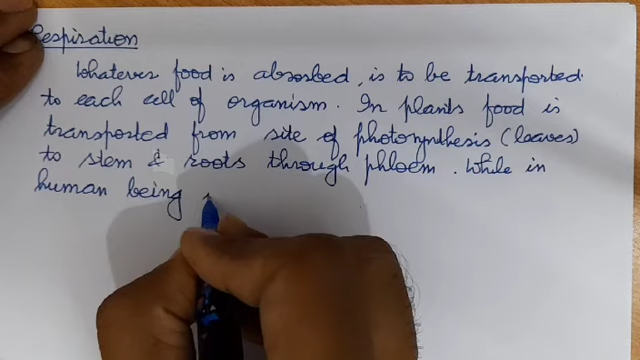 Respiration
Whatever food is absorbed, is to be transported
to each cell of organism. In plants food is
transported from site of photosynthesis (leaves)
to stem & roots through phloem. While in
human being